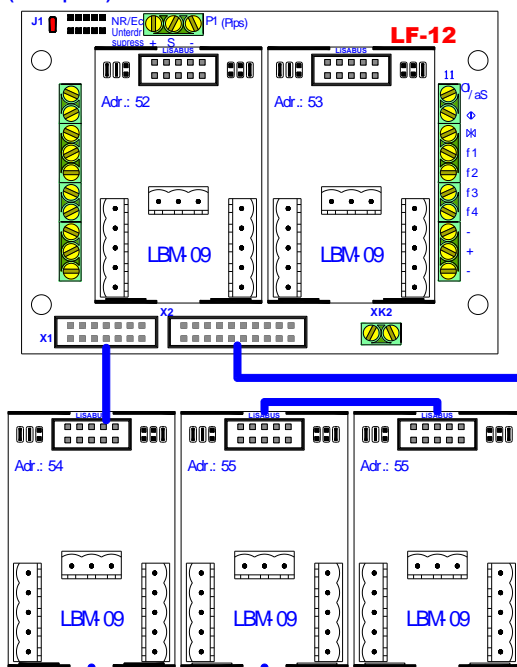 J1
NR/Ec
Unterdr
supress
+ S -
P1 (Pips)
LF-12
LiSABUS
LiSABUS
Adr.: 52
Adr.: 53
11
/aS
f1
f2
f3
f4
-
+
-
LBM-09
LBM-09
X1
X2
XK2
LiSABUS
LiSABUS
LiSABUS
Adr.: 54
Adr.: 55
Adr.: 55
LBM-09
LBM-09
LBM-09